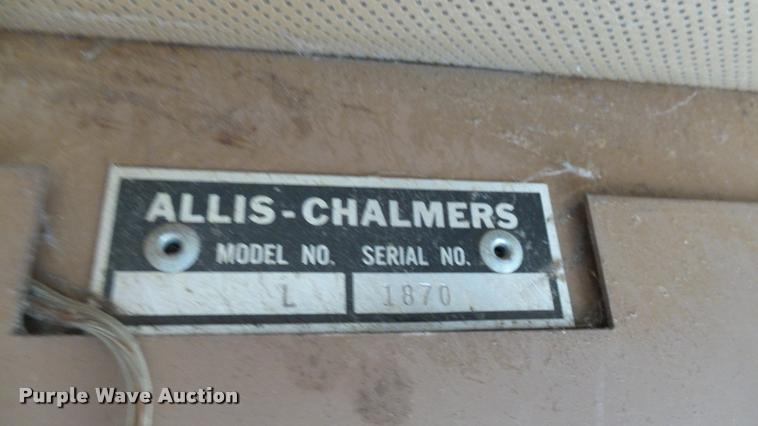 ALLIS-CHALMERS
MODEL NO. SERIAL NO.
L 1870
Purple Wave Auction